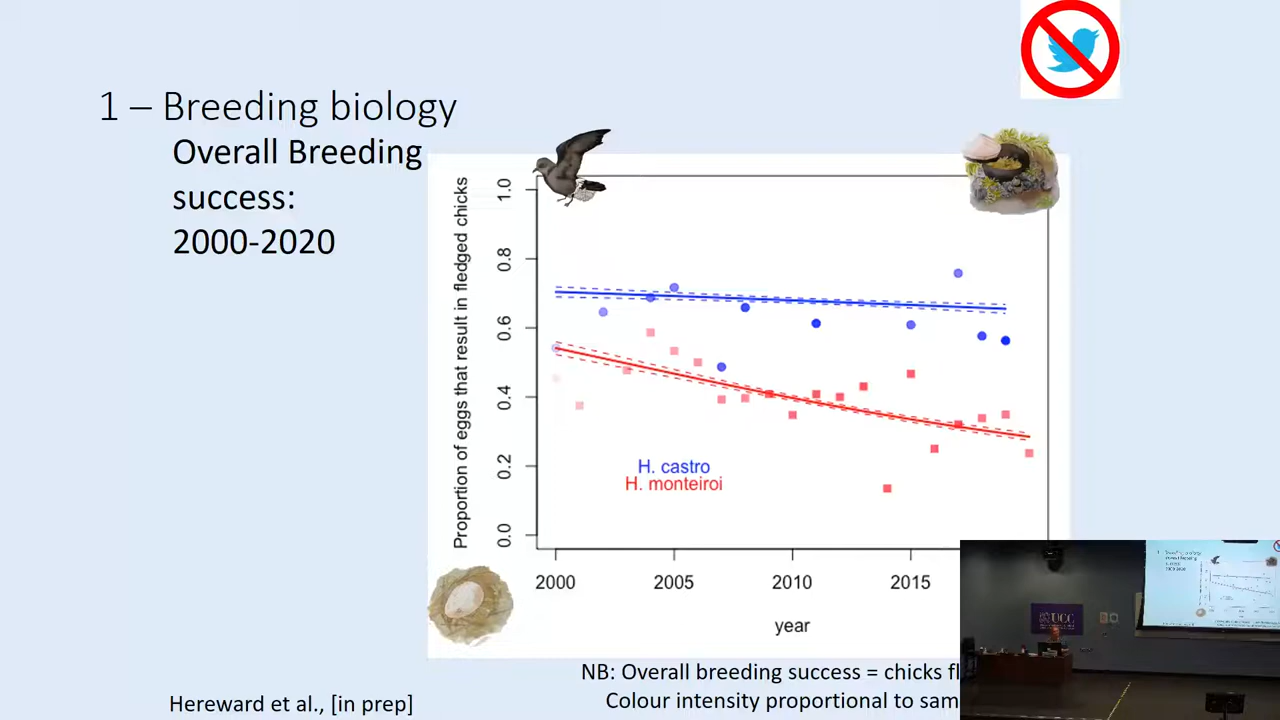 1 – Breeding biology
Overall Breeding
success:
2000-2020
Proportion of eggs that result in fledged chicks
1.0
0.8
0.6
0.4
0.2
0.0
H. castro
H. monteiroi
2000
2005
2010
2015
year
NB: Overall breeding success = chicks
Colour intensity proportional to
Hereward et al., [in prep]
UCC